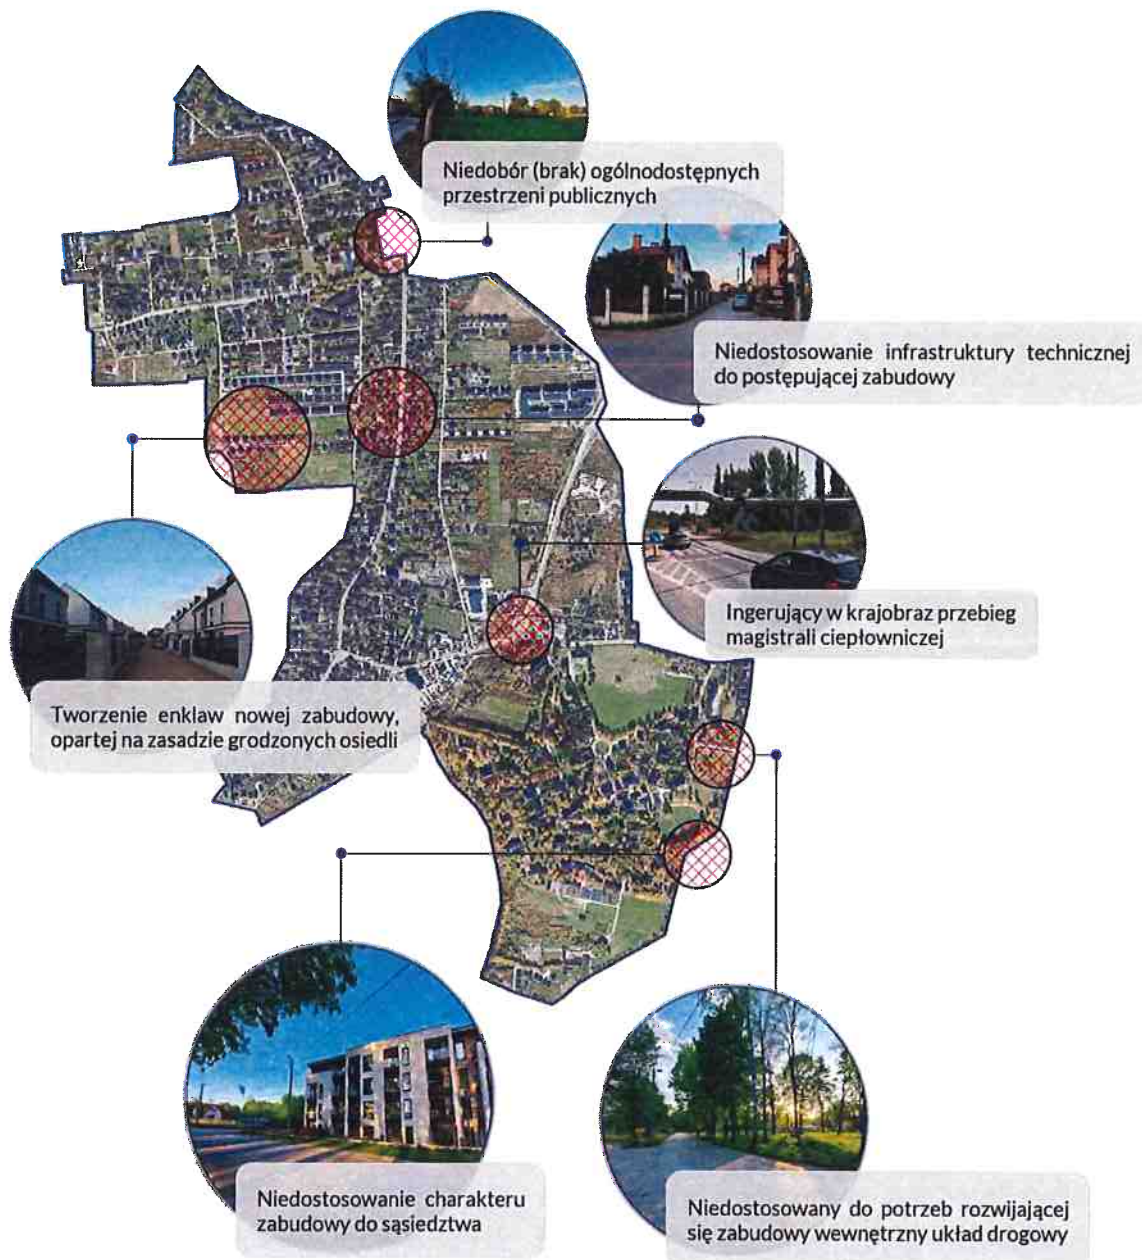 Niedobór (brak) ogólnodostępnych
przestrzeni publicznych
Niedostosowanie infrastruktury technicznej
do postępującej zabudowy
Ingerujący w krajobraz przebieg
magistrali ciepłowniczej
Tworzenie enklaw nowej zabudowy,
opartej na zasadzie grodzonych osiedli
Niedostosowanie charakteru
zabudowy do sąsiedztwa
Niedostosowany do potrzeb rozwijającej
się zabudowy wewnętrzny układ drogowy